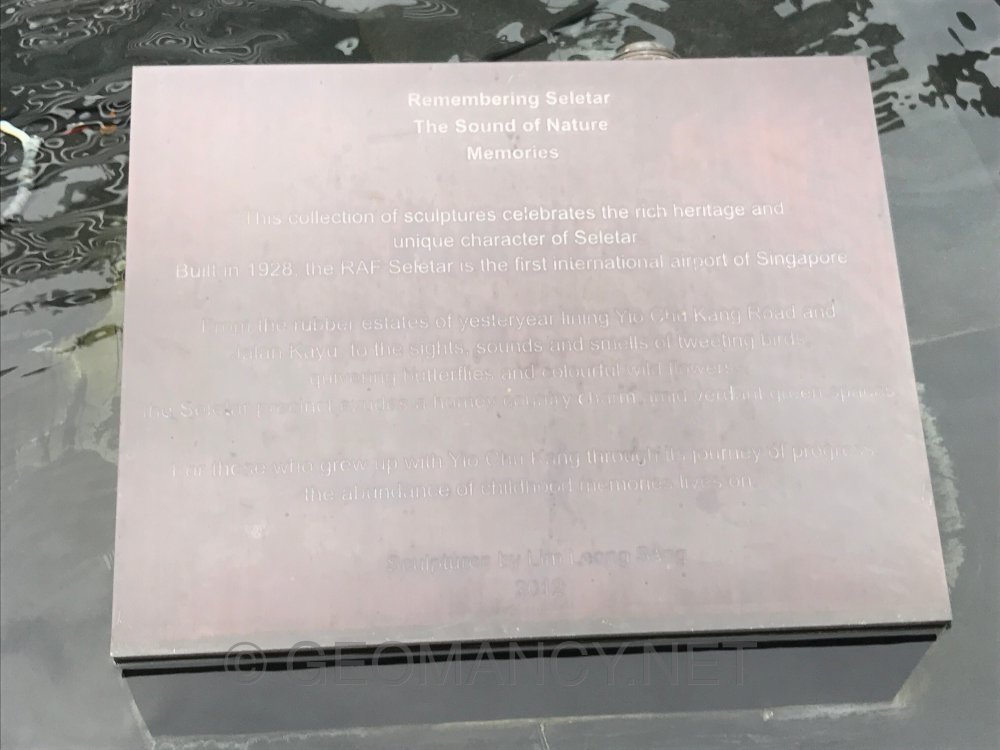 Remembering Seletar
The Sound of Nature
Memories
This collection of sculptures celebrates the rich heritage and
unique character of Seletar
Built in 1928, the RAF Seletar is the first international airport of Singapore
From the rubber estates of yesteryear lining Yio Chu Kang Road and
Jalan Kayu, to the sights, sounds and smells of tweeting birds,
quivering butterflies and colourful wild flowers,
the Seletar precinct exudes a homey country charm amid verdant green spaces
For those who grew up with Yio Chu Kang through its journey of progress,
the abundance of childhood memories lives on
Sculptures by Lim Leong Seng
2012
© GEOMANCY.NET